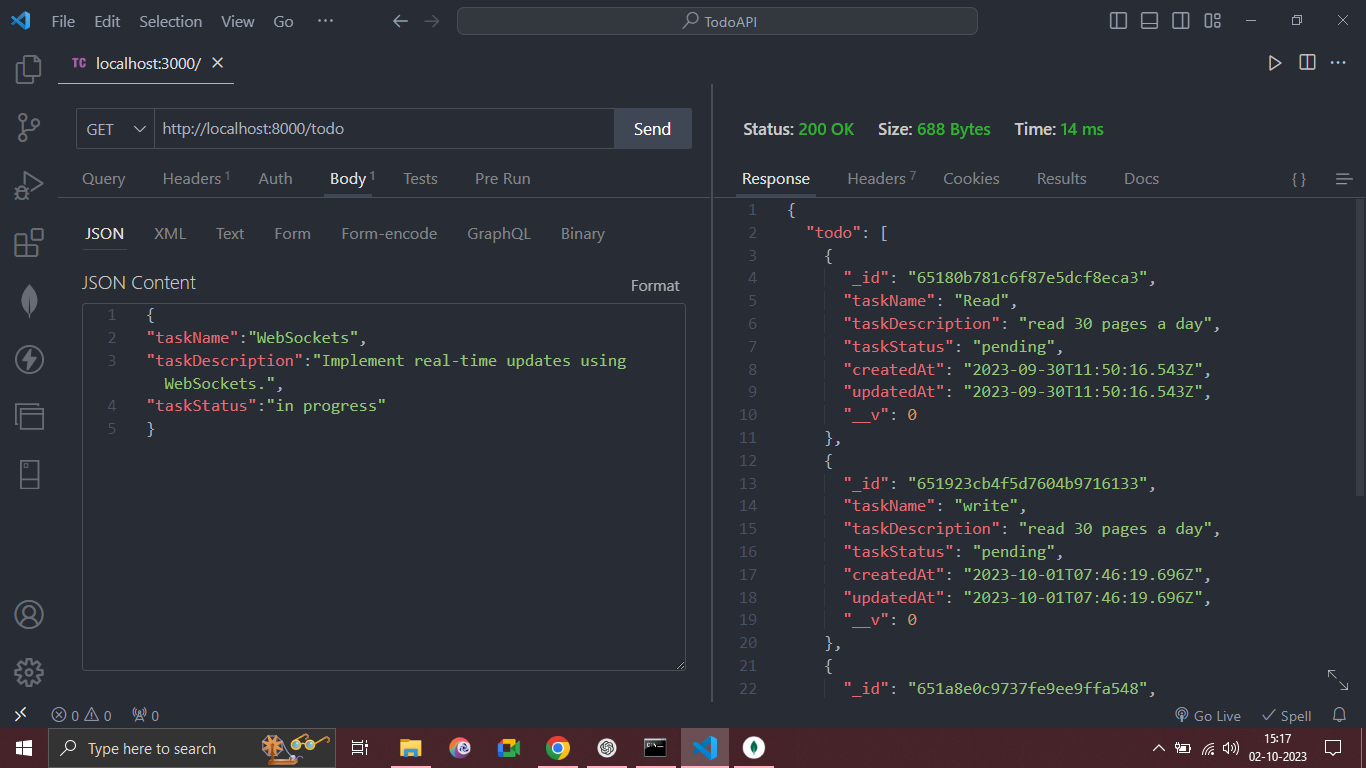 File Edit Selection View Go ··· TodoAPI
TC localhost:3000/
GET http://localhost:8000/todo Send
Query Headers 1 Auth Body 1 Tests Pre Run
JSON XML Text Form Form-encode GraphQL Binary
JSON Content Format
1 {
2 "taskName":"WebSockets",
3 "taskDescription":"Implement real-time updates using
WebSockets.",
4 "taskStatus":"in progress"
5 }
Status: 200 OK Size: 688 Bytes Time: 14 ms
Response Headers 7 Cookies Results Docs { }
1 {
2 "todo": [
3 {
4 "_id": "65180b781c6f87e5dcf8eca3",
5 "taskName": "Read",
6 "taskDescription": "read 30 pages a day",
7 "taskStatus": "pending",
8 "createdAt": "2023-09-30T11:50:16.543Z",
9 "updatedAt": "2023-09-30T11:50:16.543Z",
10 "__v": 0
11 },
12 {
13 "_id": "651923cb4f5d7604b9716133",
14 "taskName": "write",
15 "taskDescription": "read 30 pages a day",
16 "taskStatus": "pending",
17 "createdAt": "2023-10-01T07:46:19.696Z",
18 "updatedAt": "2023-10-01T07:46:19.696Z",
19 "__v": 0
20 },
21 {
22 "_id": "651a8e0c9737fe9ee9ffa548",
0 0 0 Go Live Spell
Type here to search
15:17
02-10-2023